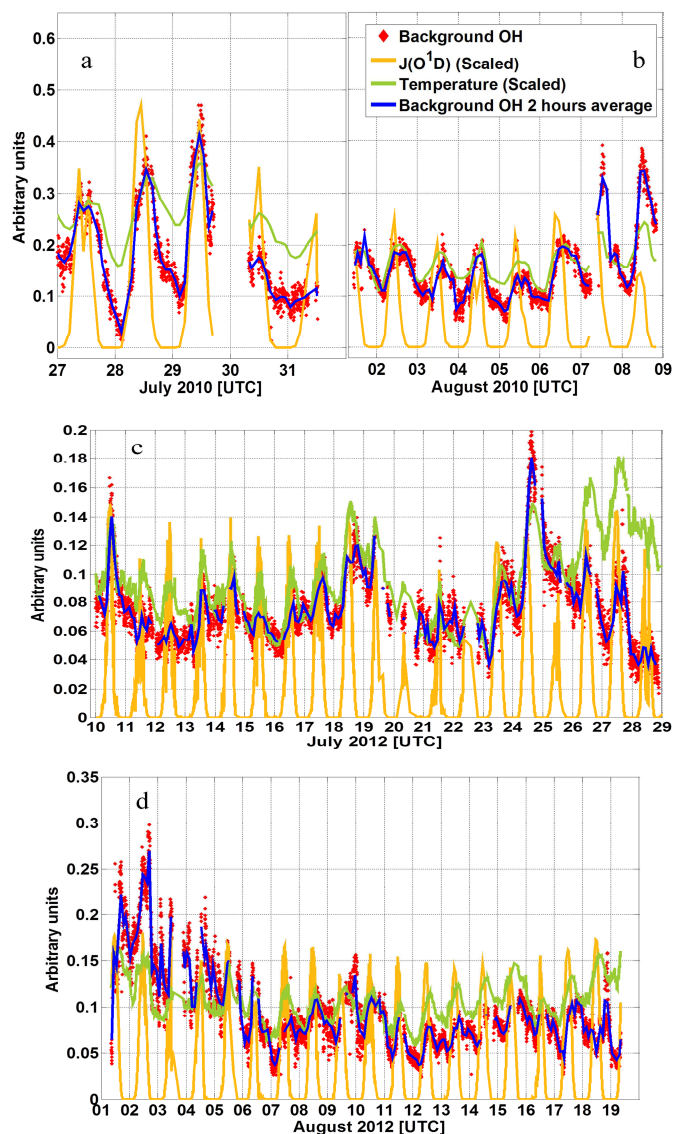 a
0.6
0.5
0.4
0.3
0.2
0.1
0
Arbitrary units
27 28 29 30 31
July 2010 [UTC]
b
Background OH
J(O¹D) (Scaled)
Temperature (Scaled)
Background OH 2 hours average
02 03 04 05 06 07 08 09
August 2010 [UTC]
c
0.2
0.18
0.16
0.14
0.12
0.1
0.08
0.06
0.04
0.02
0
Arbitrary units
10 11 12 13 14 15 16 17 18 19 20 21 22 23 24 25 26 27 28 29
July 2012 [UTC]
d
0.35
0.3
0.25
0.2
0.15
0.1
0.05
0
Arbitrary units
01 02 03 04 05 06 07 08 09 10 11 12 13 14 15 16 17 18 19
August 2012 [UTC]